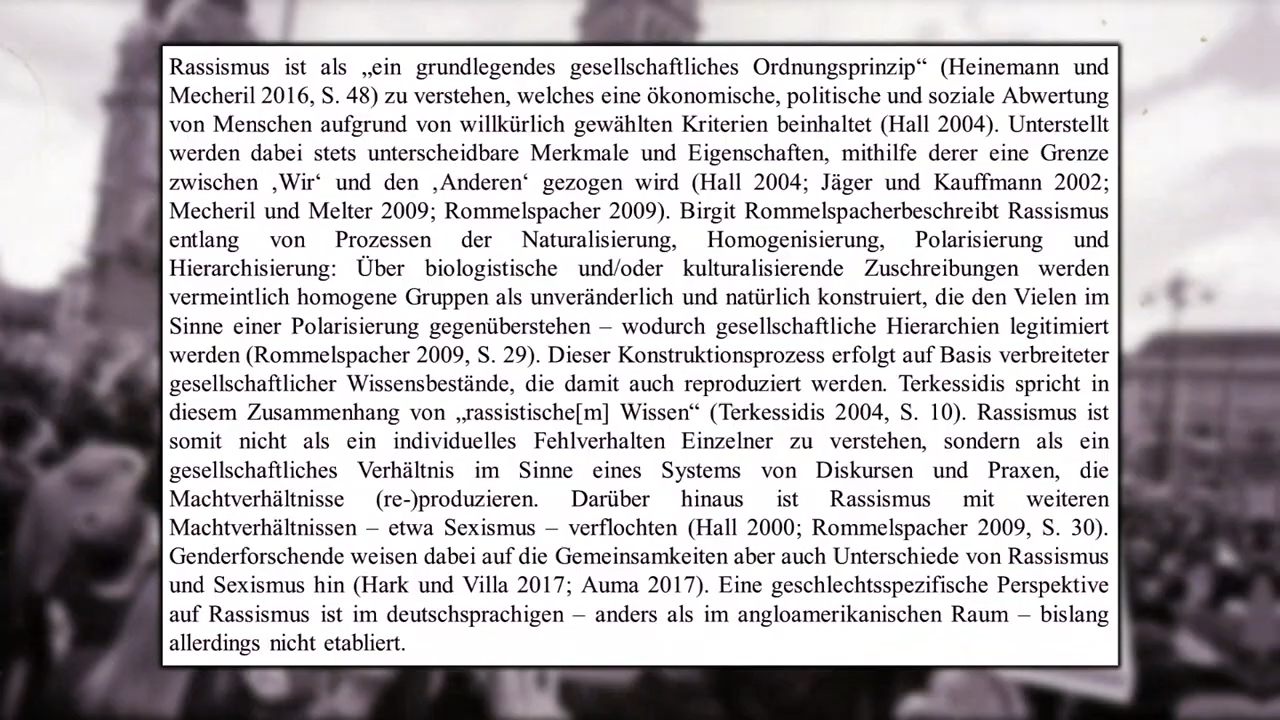 Rassismus ist als „ein grundlegendes gesellschaftliches Ordnungsprinzip“ (Heinemann und
Mecheril 2016, S. 48) zu verstehen, welches eine ökonomische, politische und soziale Abwertung
von Menschen aufgrund von willkürlich gewählten Kriterien beinhaltet (Hall 2004). Unterstellt
werden dabei stets unterscheidbare Merkmale und Eigenschaften, mithilfe derer eine Grenze
zwischen ‚Wir‘ und den ‚Anderen‘ gezogen wird (Hall 2004; Jäger und Kauffmann 2002;
Mecheril und Melter 2009; Rommelspacher 2009). Birgit Rommelspacherbeschreibt Rassismus
entlang von Prozessen der Naturalisierung, Homogenisierung, Polarisierung und
Hierarchisierung: Über biologistische und/oder kulturalisierende Zuschreibungen werden
vermeintlich homogene Gruppen als unveränderlich und natürlich konstruiert, die den Vielen im
Sinne einer Polarisierung gegenüberstehen – wodurch gesellschaftliche Hierarchien legitimiert
werden (Rommelspacher 2009, S. 29). Dieser Konstruktionsprozess erfolgt auf Basis verbreiteter
gesellschaftlicher Wissensbestände, die damit auch reproduziert werden. Terkessidis spricht in
diesem Zusammenhang von „rassistische[m] Wissen“ (Terkessidis 2004, S. 10). Rassismus ist
somit nicht als ein individuelles Fehlverhalten Einzelner zu verstehen, sondern als ein
gesellschaftliches Verhältnis im Sinne eines Systems von Diskursen und Praxen, die
Machtverhältnisse (re-)produzieren. Darüber hinaus ist Rassismus mit weiteren
Machtverhältnissen – etwa Sexismus – verflochten (Hall 2000; Rommelspacher 2009, S. 30).
Genderforschende weisen dabei auf die Gemeinsamkeiten aber auch Unterschiede von Rassismus
und Sexismus hin (Hark und Villa 2017; Auma 2017). Eine geschlechtsspezifische Perspektive
auf Rassismus ist im deutschsprachigen – anders als im angloamerikanischen Raum – bislang
allerdings nicht etabliert.